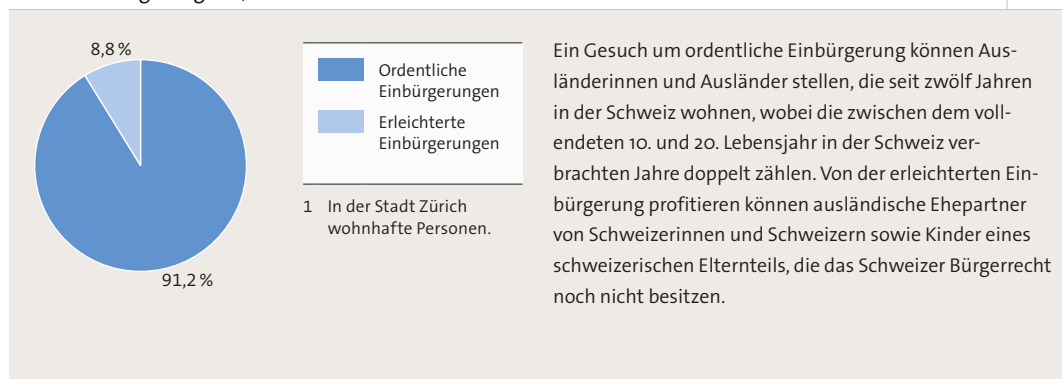 8,8 %
91,2 %
Ordentliche
Einbürgerungen
Erleichterte
Einbürgerungen
1 In der Stadt Zürich
wohnhafte Personen.
Ein Gesuch um ordentliche Einbürgerung können Aus-
länderinnen und Ausländer stellen, die seit zwölf Jahren
in der Schweiz wohnen, wobei die zwischen dem voll-
endeten 10. und 20. Lebensjahr in der Schweiz ver-
brachten Jahre doppelt zählen. Von der erleichterten Ein-
bürgerung profitieren können ausländische Ehepartner
von Schweizerinnen und Schweizern sowie Kinder eines
schweizerischen Elternteils, die das Schweizer Bürgerrecht
noch nicht besitzen.